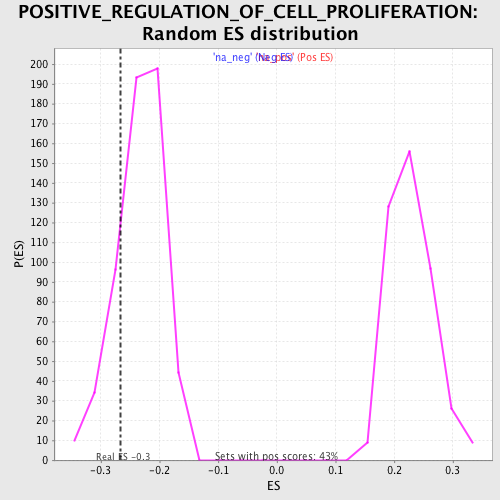 POSITIVE_REGULATION_OF_CELL_PROLIFERATION:
Random ES distribution
'na_neg' (Neg ES)
'na_pos' (Pos ES)
200
190
180
170
160
150
140
130
120
110
100
90
80
70
60
50
40
30
20
10
0
P(ES)
Real ES -0.3
Sets with pos scores: 43%
-0.3 -0.2 -0.1 0.0 0.1 0.2 0.3
ES